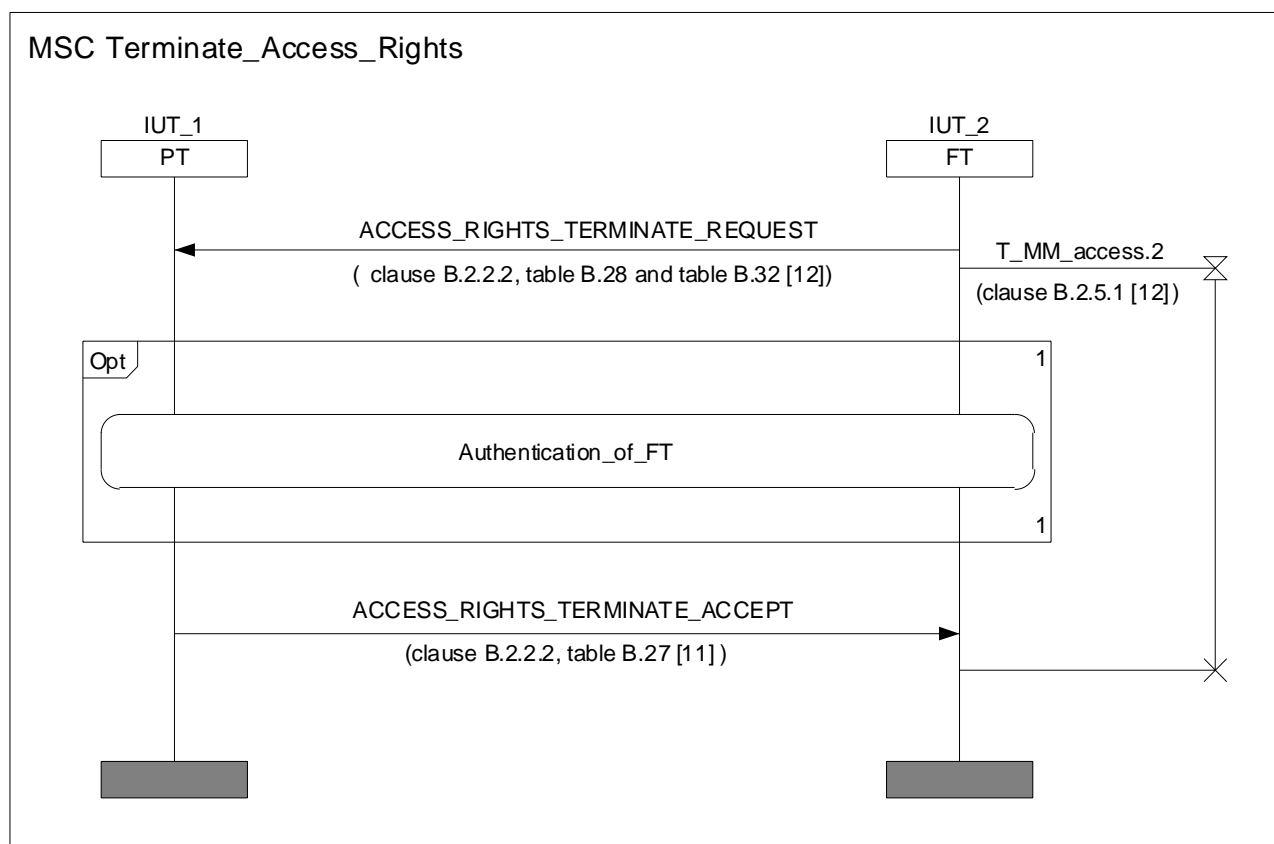 MSC Terminate_Access_Rights
IUT_1
IUT_2
PT
FT
ACCESS_RIGHTS_TERMINATE_REQUEST
T_MM_access.2
( clause B.2.2.2, table B.28 and table B.32 [12])
(clause B.2.5.1 [12])
Opt
1
Authentication_of_FT
1
ACCESS_RIGHTS_TERMINATE_ACCEPT
(clause B.2.2.2, table B.27 [11] )